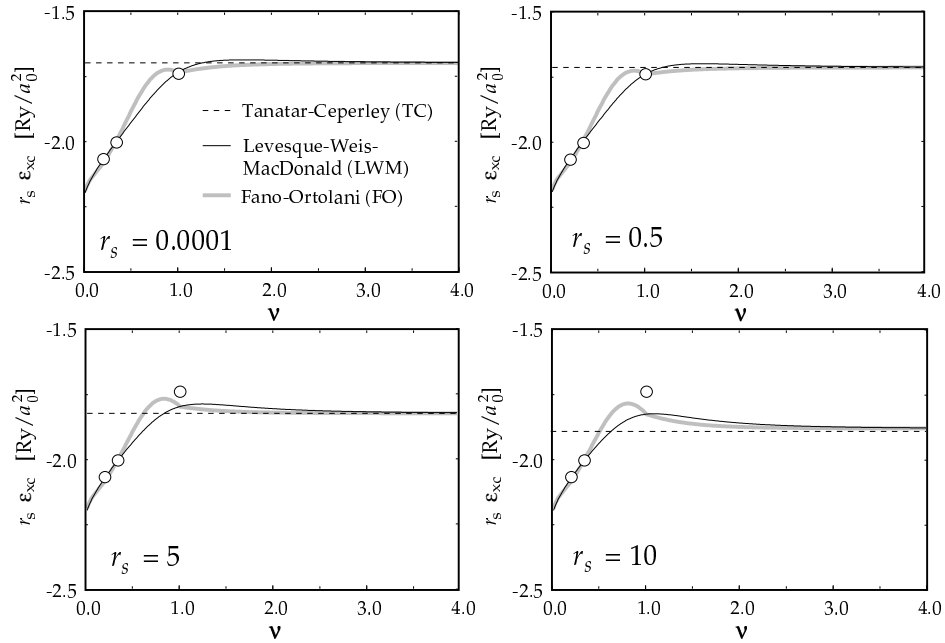 -1.5
-2.0
-2.5
r_s ε_xc [Ry/a_0^2]
0.0 1.0 2.0 3.0 4.0
ν
Tanatar-Ceperley (TC)
Levesque-Weis-
MacDonald (LWM)
Fano-Ortolani (FO)
r_s = 0.0001
-1.5
-2.0
-2.5
r_s ε_xc [Ry/a_0^2]
0.0 1.0 2.0 3.0 4.0
ν
r_s = 0.5
-1.5
-2.0
-2.5
r_s ε_xc [Ry/a_0^2]
0.0 1.0 2.0 3.0 4.0
ν
r_s = 5
-1.5
-2.0
-2.5
r_s ε_xc [Ry/a_0^2]
0.0 1.0 2.0 3.0 4.0
ν
r_s = 10